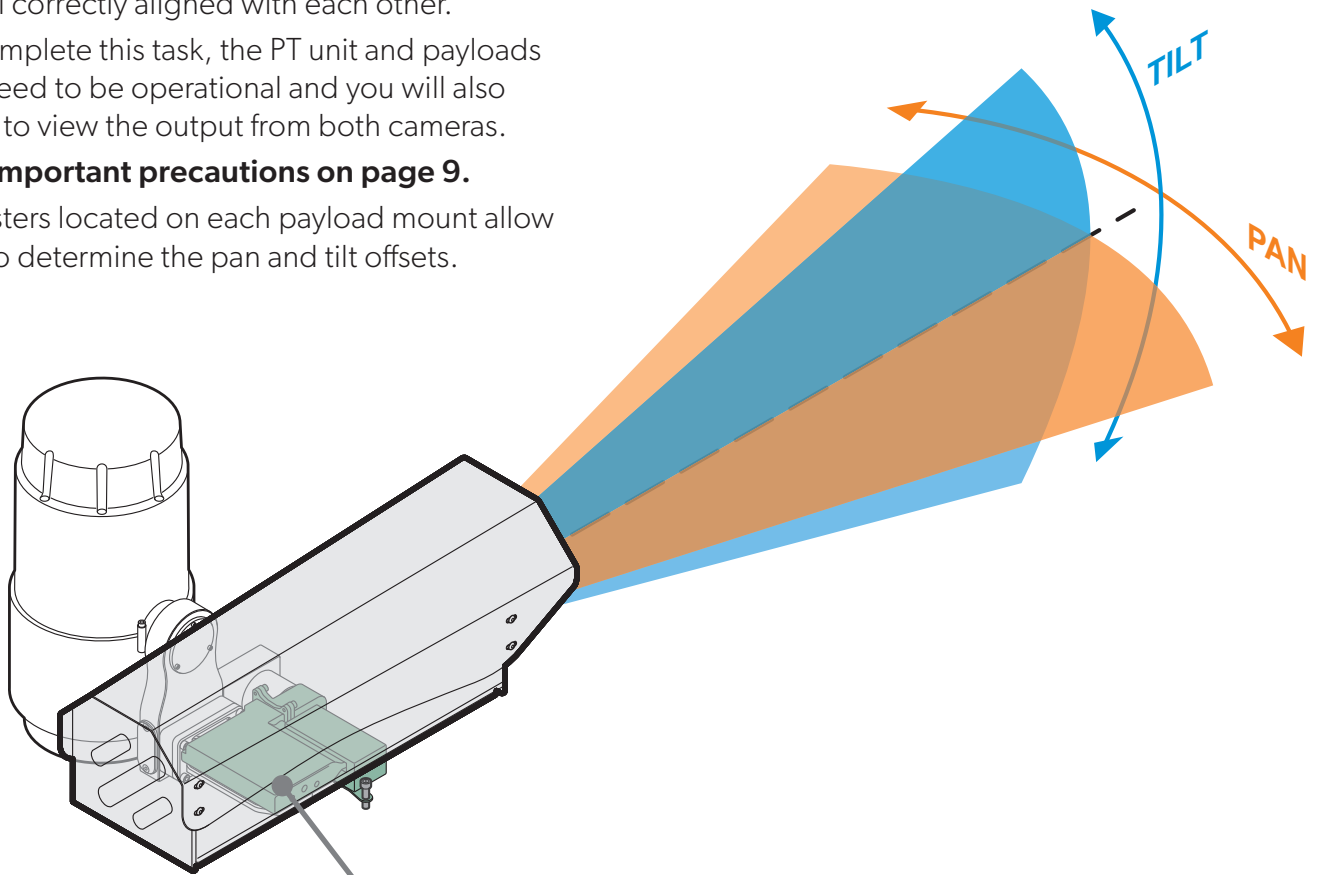 l correctly aligned with each other.
mplete this task, the PT unit and payloads
eed to be operational and you will also
to view the output from both cameras.
mportant precautions on page 9.
sters located on each payload mount allow
o determine the pan and tilt offsets.
TILT
PAN